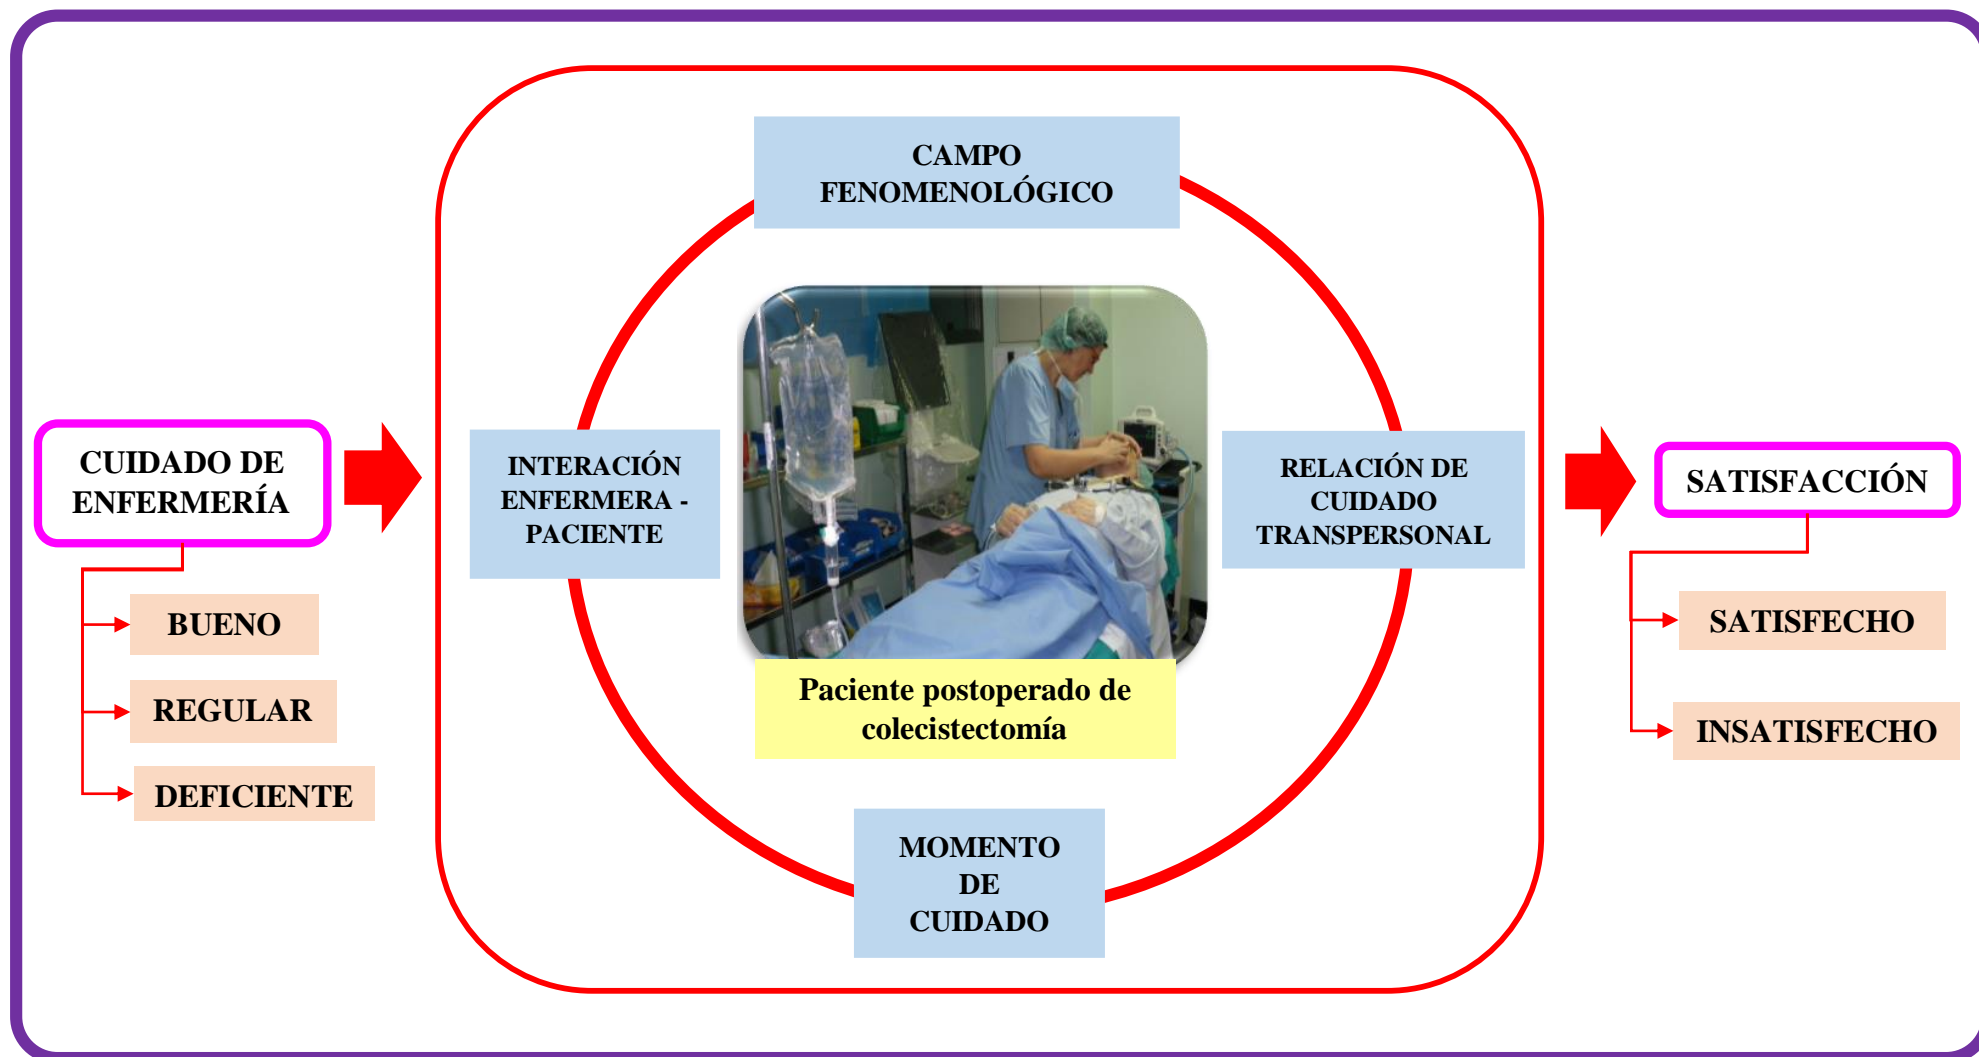 CUIDADO DE
ENFERMERÍA
BUENO
REGULAR
DEFICIENTE
CAMPO
FENOMENOLÓGICO
INTERACIÓN
ENFERMERA -
PACIENTE
RELACIÓN DE
CUIDADO
TRANSPERSONAL
Paciente postoperado de
colecistectomía
MOMENTO
DE
CUIDADO
SATISFACCIÓN
SATISFECHO
INSATISFECHO